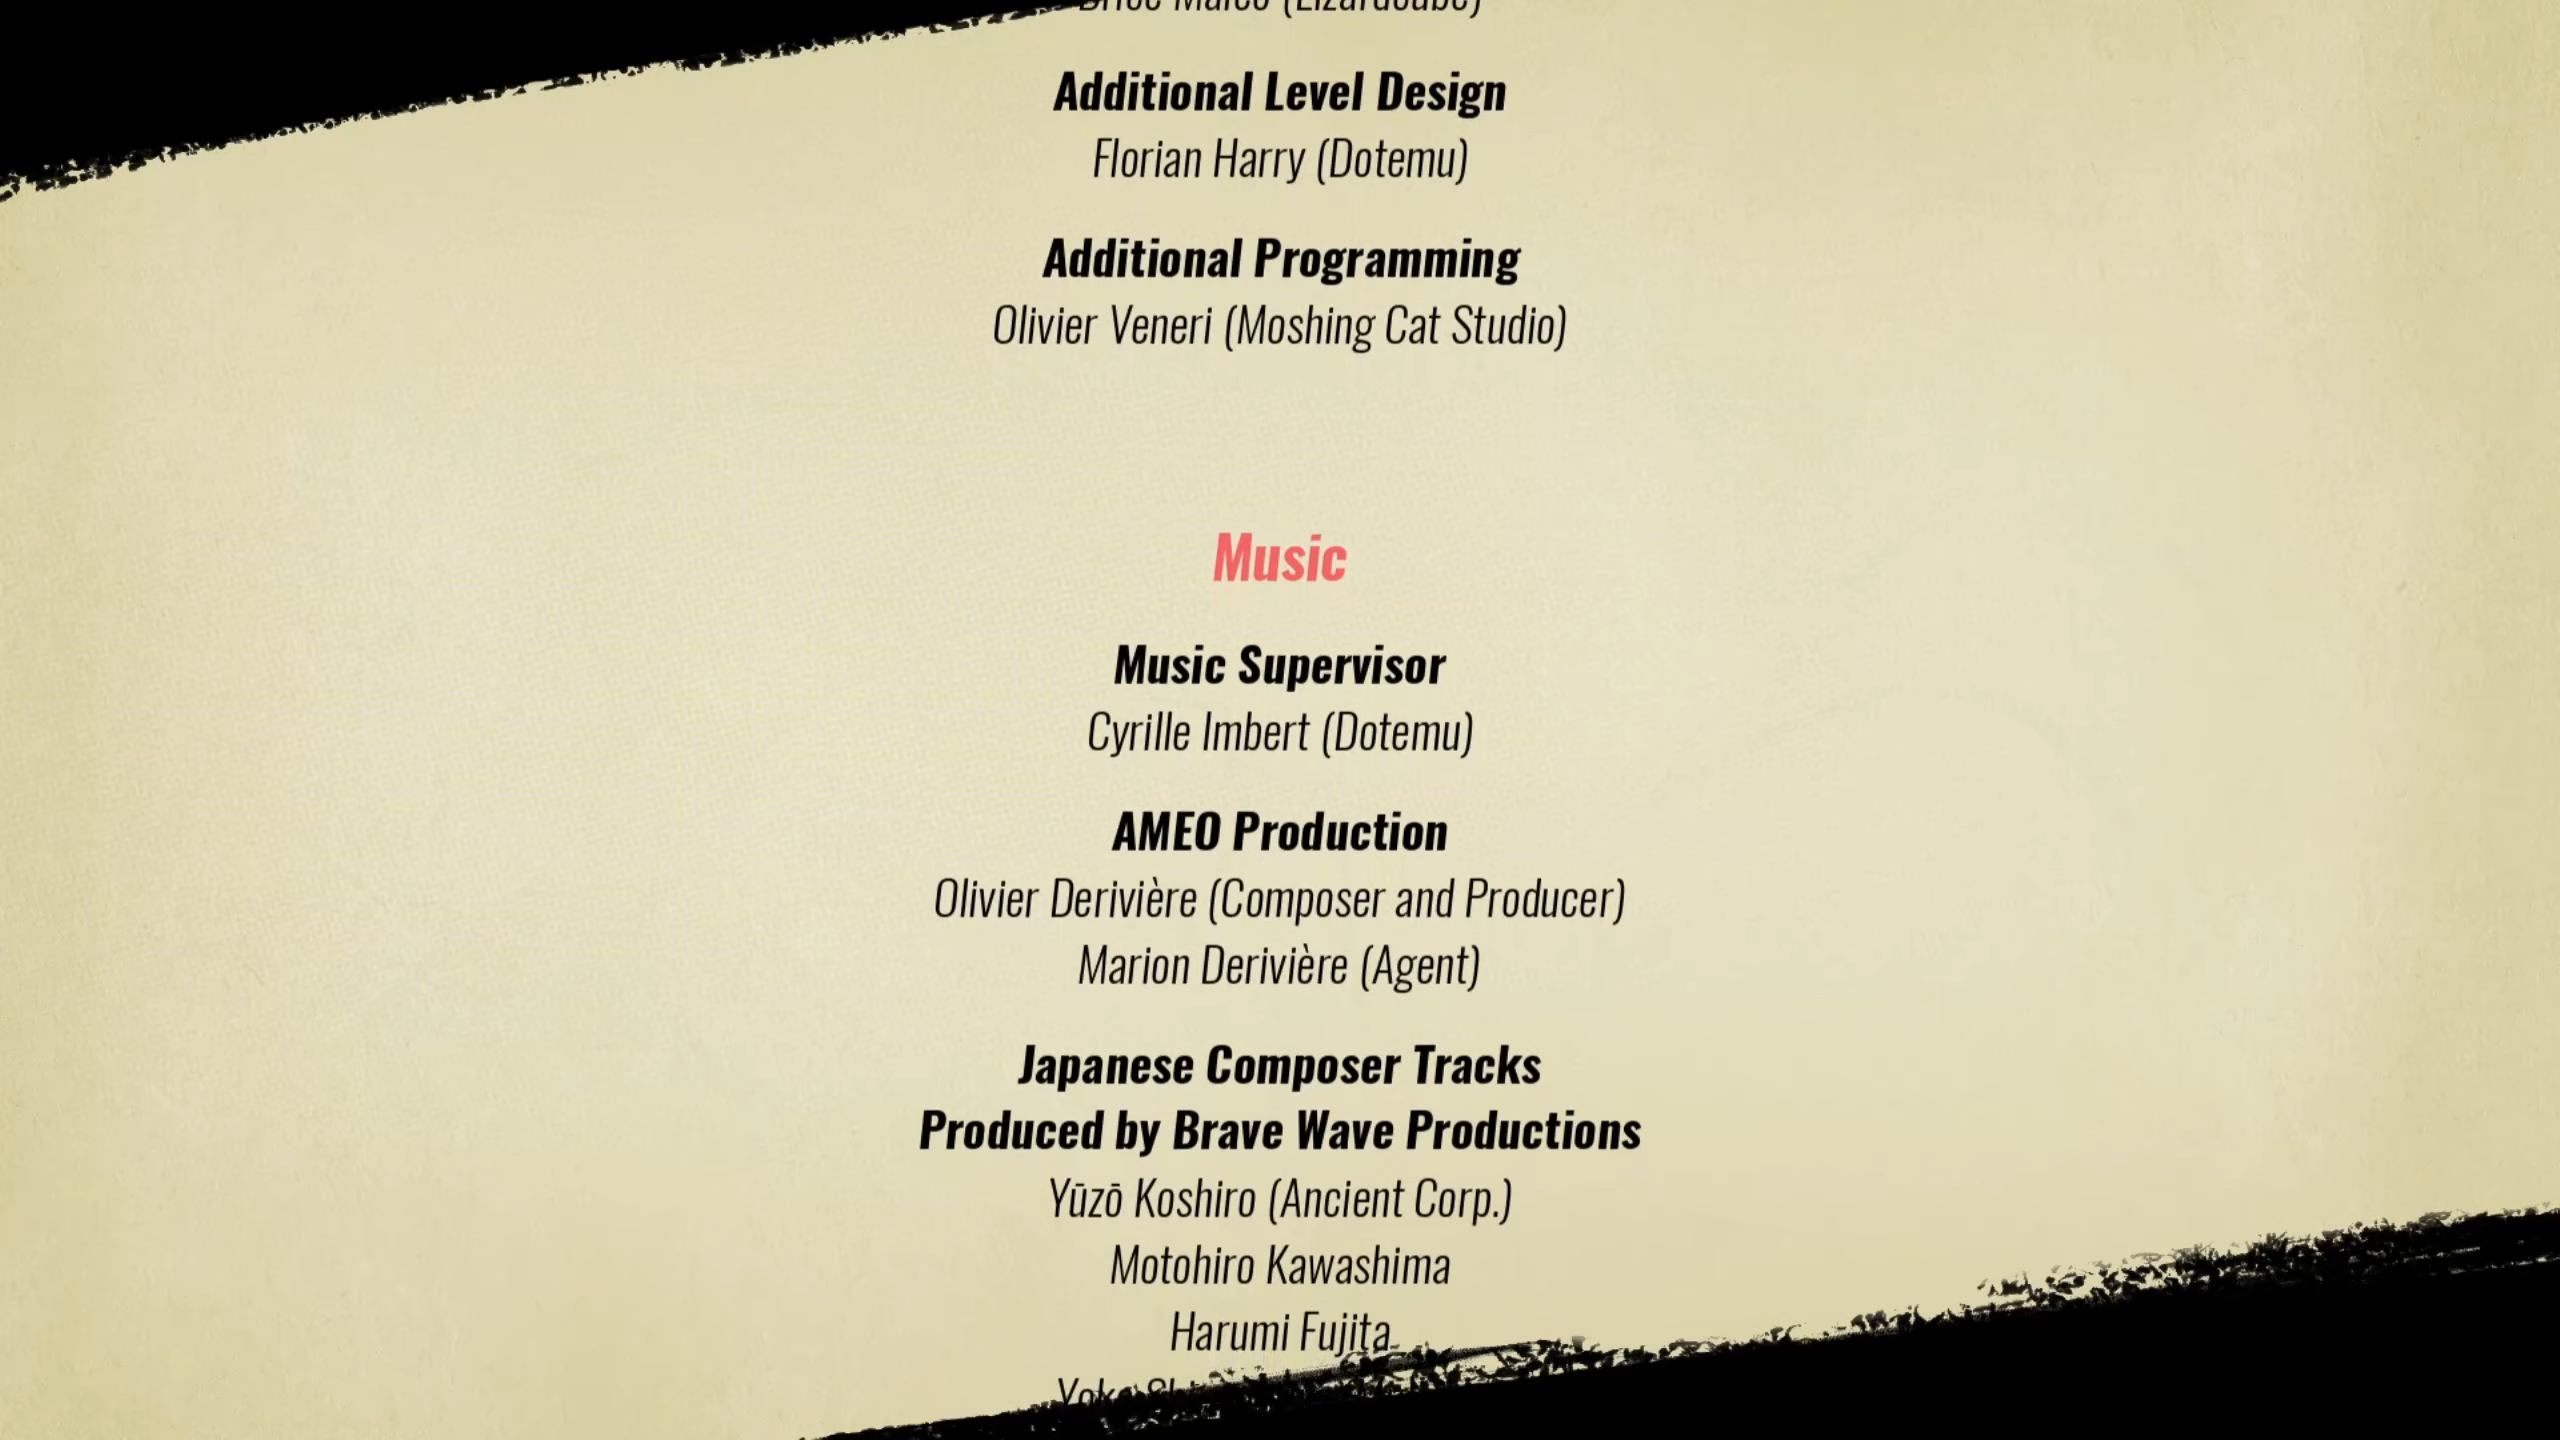 Additional Level Design
Florian Harry (Dotemu)
Additional Programming
Olivier Veneri (Moshing Cat Studio)
Music
Music Supervisor
Cyrille Imbert (Dotemu)
AMEO Production
Olivier Derivière (Composer and Producer)
Marion Derivière (Agent)
Japanese Composer Tracks
Produced by Brave Wave Productions
Yūzō Koshiro (Ancient Corp.)
Motohiro Kawashima
Harumi Fujita